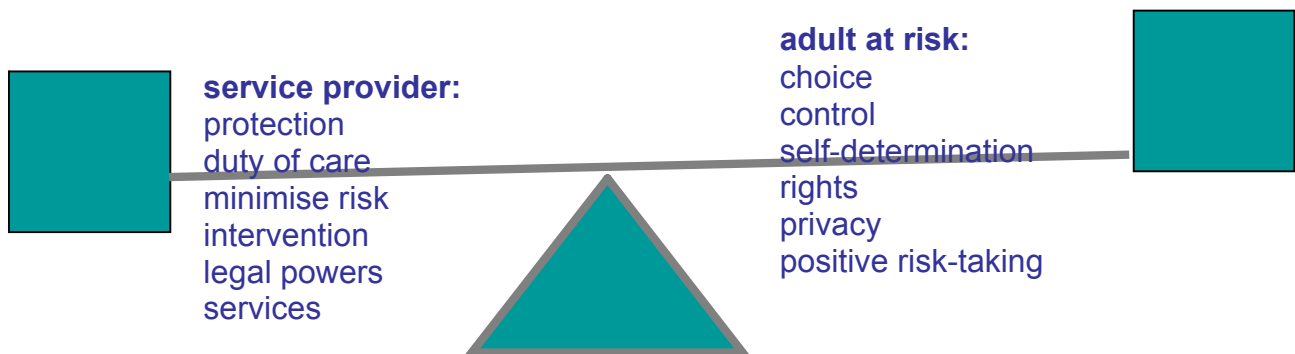 service provider:
protection
duty of care
minimise risk
intervention
legal powers
services
adult at risk:
choice
control
self-determination
rights
privacy
positive risk-taking